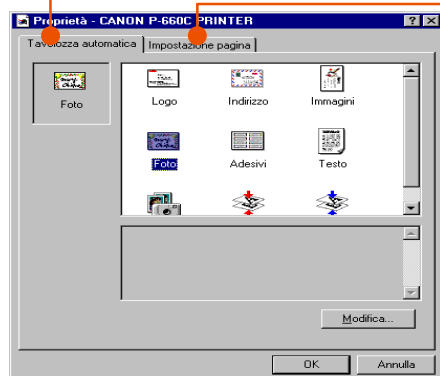 Proprietà - CANON P-660C PRINTER
Tavolozza automatica Impostazione pagina
Foto
Logo Indirizzo Immagini
Foto Adesivi Testo
Modifica...
OK Annulla